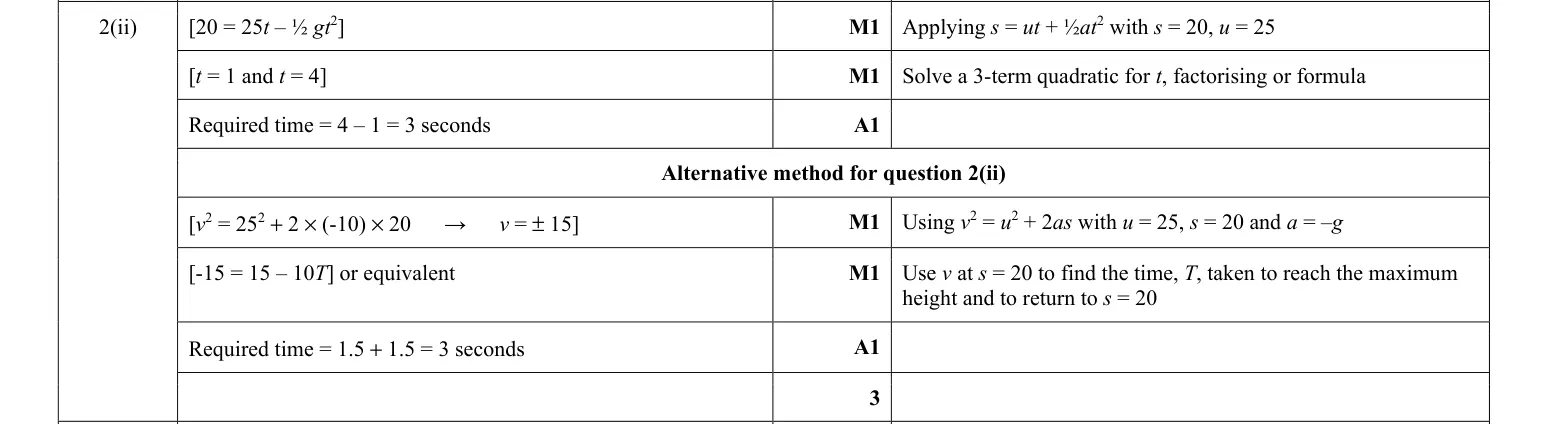 2(ii) [20 = 25t – ½ gt²] M1 Applying s = ut + ½at² with s = 20, u = 25
[t = 1 and t = 4] M1 Solve a 3-term quadratic for t, factorising or formula
Required time = 4 – 1 = 3 seconds A1
Alternative method for question 2(ii)
[v² = 25² + 2 × (-10) × 20 → v = ± 15] M1 Using v² = u² + 2as with u = 25, s = 20 and a = –g
[-15 = 15 – 10T] or equivalent M1 Use v at s = 20 to find the time, T, taken to reach the maximum
height and to return to s = 20
Required time = 1.5 + 1.5 = 3 seconds A1
3